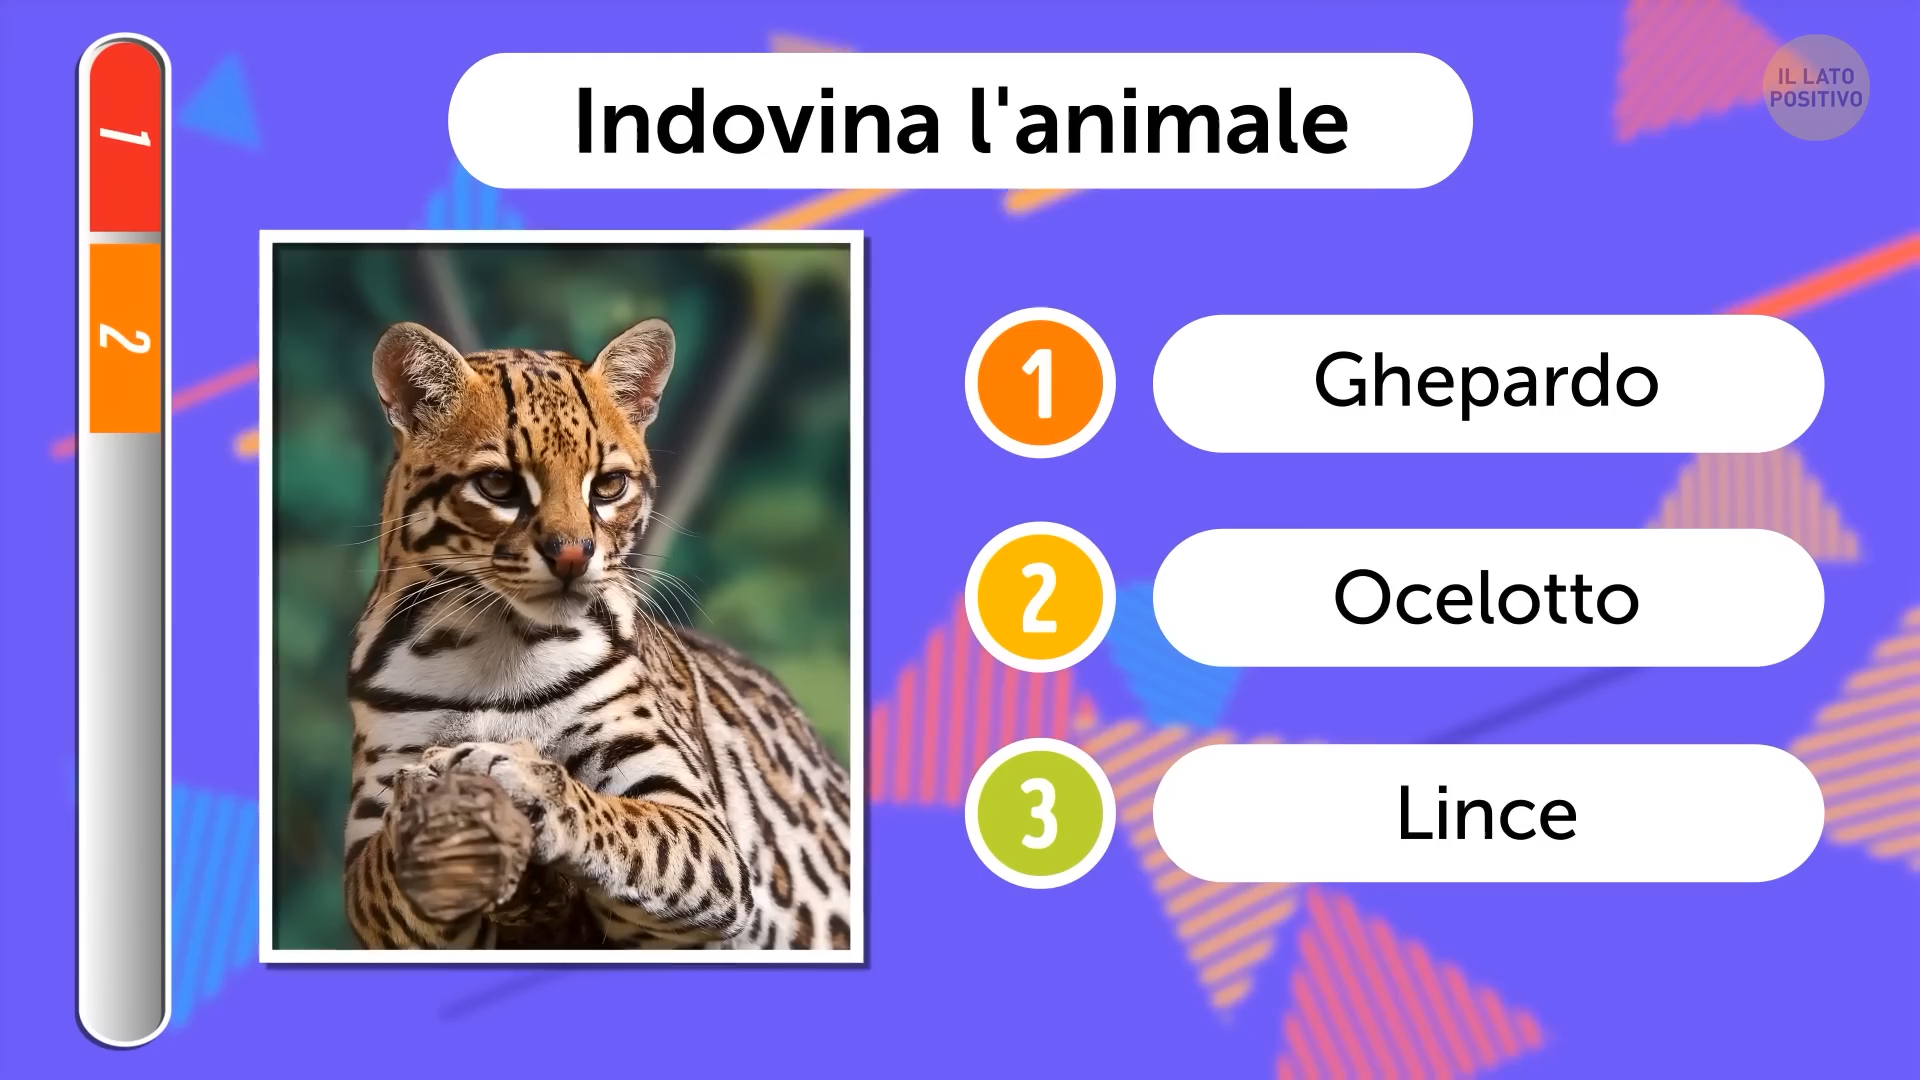 Indovina l'animale
IL LATO
POSITIVO
1
2
1
Ghepardo
2
Ocelotto
3
Lince